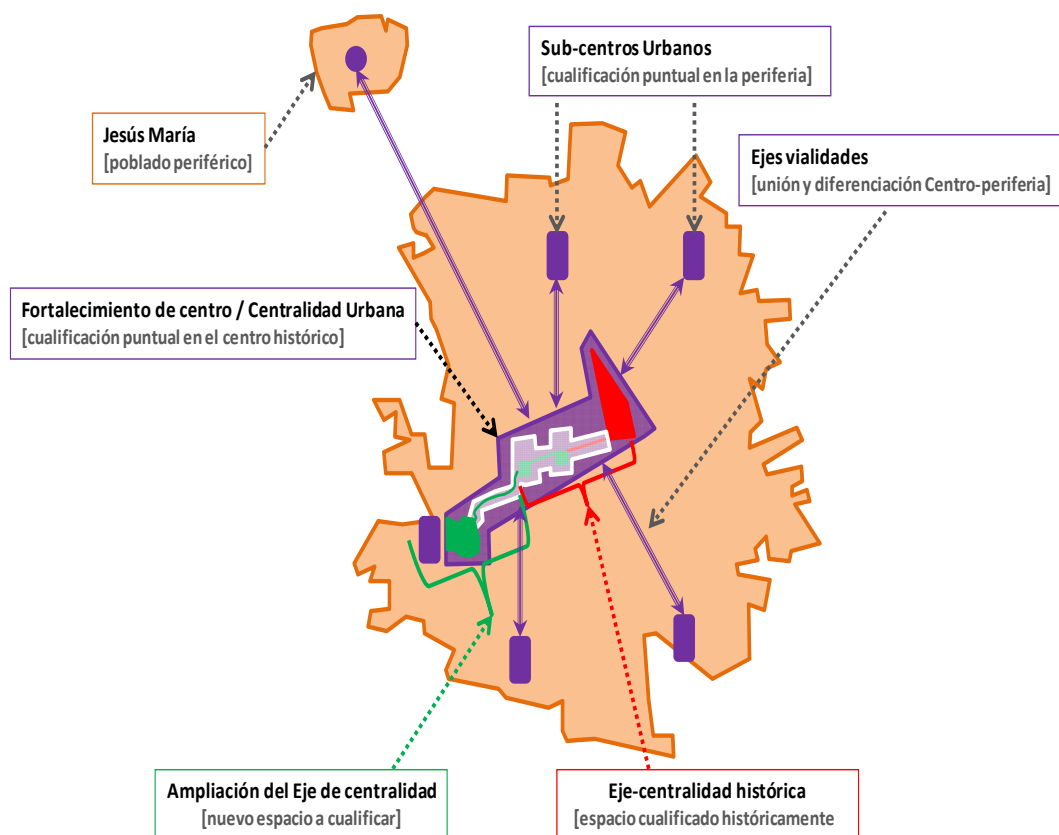 Sub-centros Urbanos
[cualificación puntual en la periferia]
Jesús María
[poblado periférico]
Ejes vialidades
[unión y diferenciación Centro-periferia]
Fortalecimiento de centro / Centralidad Urbana
[cualificación puntual en el centro histórico]
Ampliación del Eje de centralidad
[nuevo espacio a cualificar]
Eje-centralidad histórica
[espacio cualificado históricamente